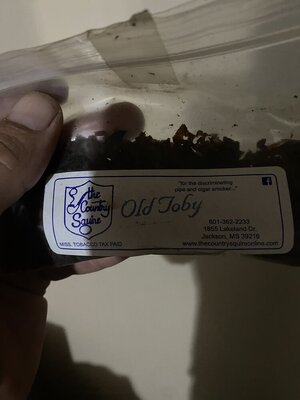 "for the discriminating
pipe and cigar smoker..."
f
the
Country
Squire
Old Toby
601-362-2233
1855 Lakeland Dr.
Jackson, MS 39216
MISS. TOBACCO TAX PAID
www.thecountrysquireonline.com